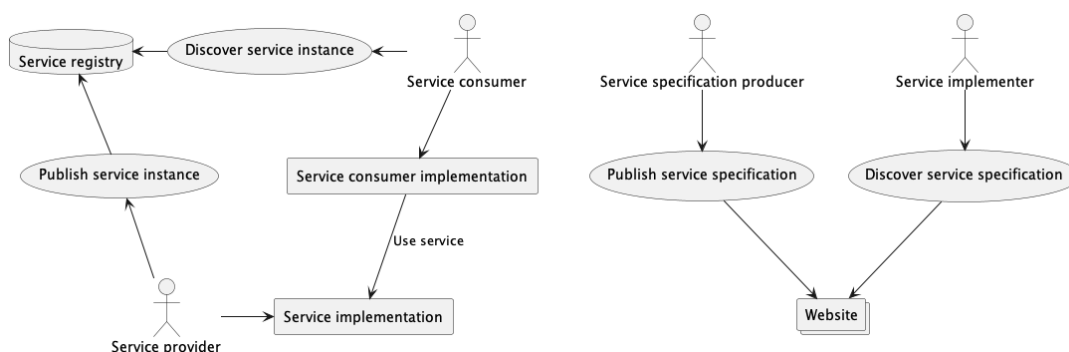 Service registry
Discover service instance
Service consumer
Service specification producer
Service implementer
Publish service instance
Service consumer implementation
Publish service specification
Discover service specification
Use service
Service implementation
Website
Service provider